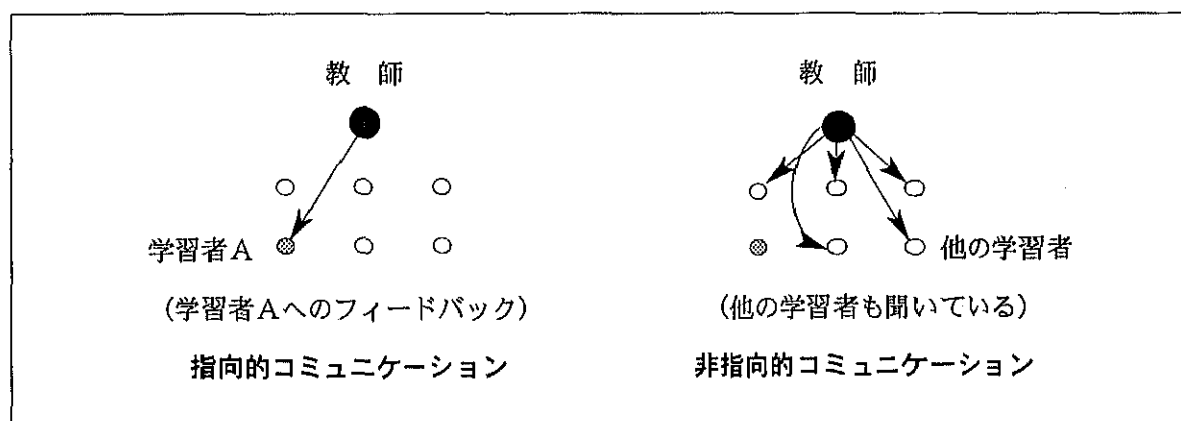 教　師
教　師
学習者A
他の学習者
(学習者Aへのフィードバック)
(他の学習者も聞いている)
指向的コミュニケーション
非指向的コミュニケーション